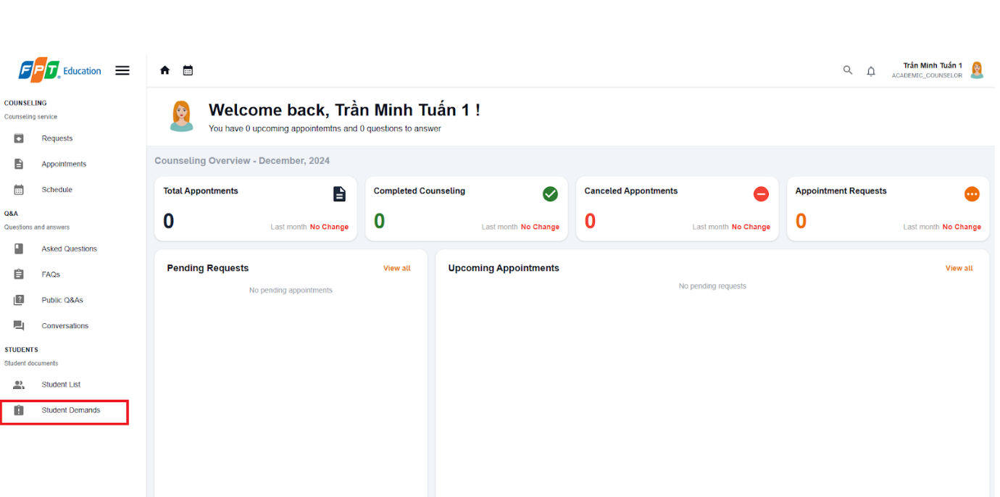 FPT Education
COUNSELING
Counseling service
Requests
Appointments
Schedule
Q&A
Questions and answers
Asked Questions
FAQs
Public Q&As
Conversations
STUDENTS
Student documents
Student List
Student Demands
Trần Minh Tuấn 1
ACADEMIC_COUNSELOR
Welcome back, Trần Minh Tuấn 1 !
You have 0 upcoming appointemtns and 0 questions to answer
Counseling Overview - December, 2024
Total Appontments
0
Last month No Change
Completed Counseling
0
Last month No Change
Canceled Appontments
0
Last month No Change
Appointment Requests
0
Last month No Change
Pending Requests
View all
No pending appointments
Upcoming Appointments
View all
No pending requests